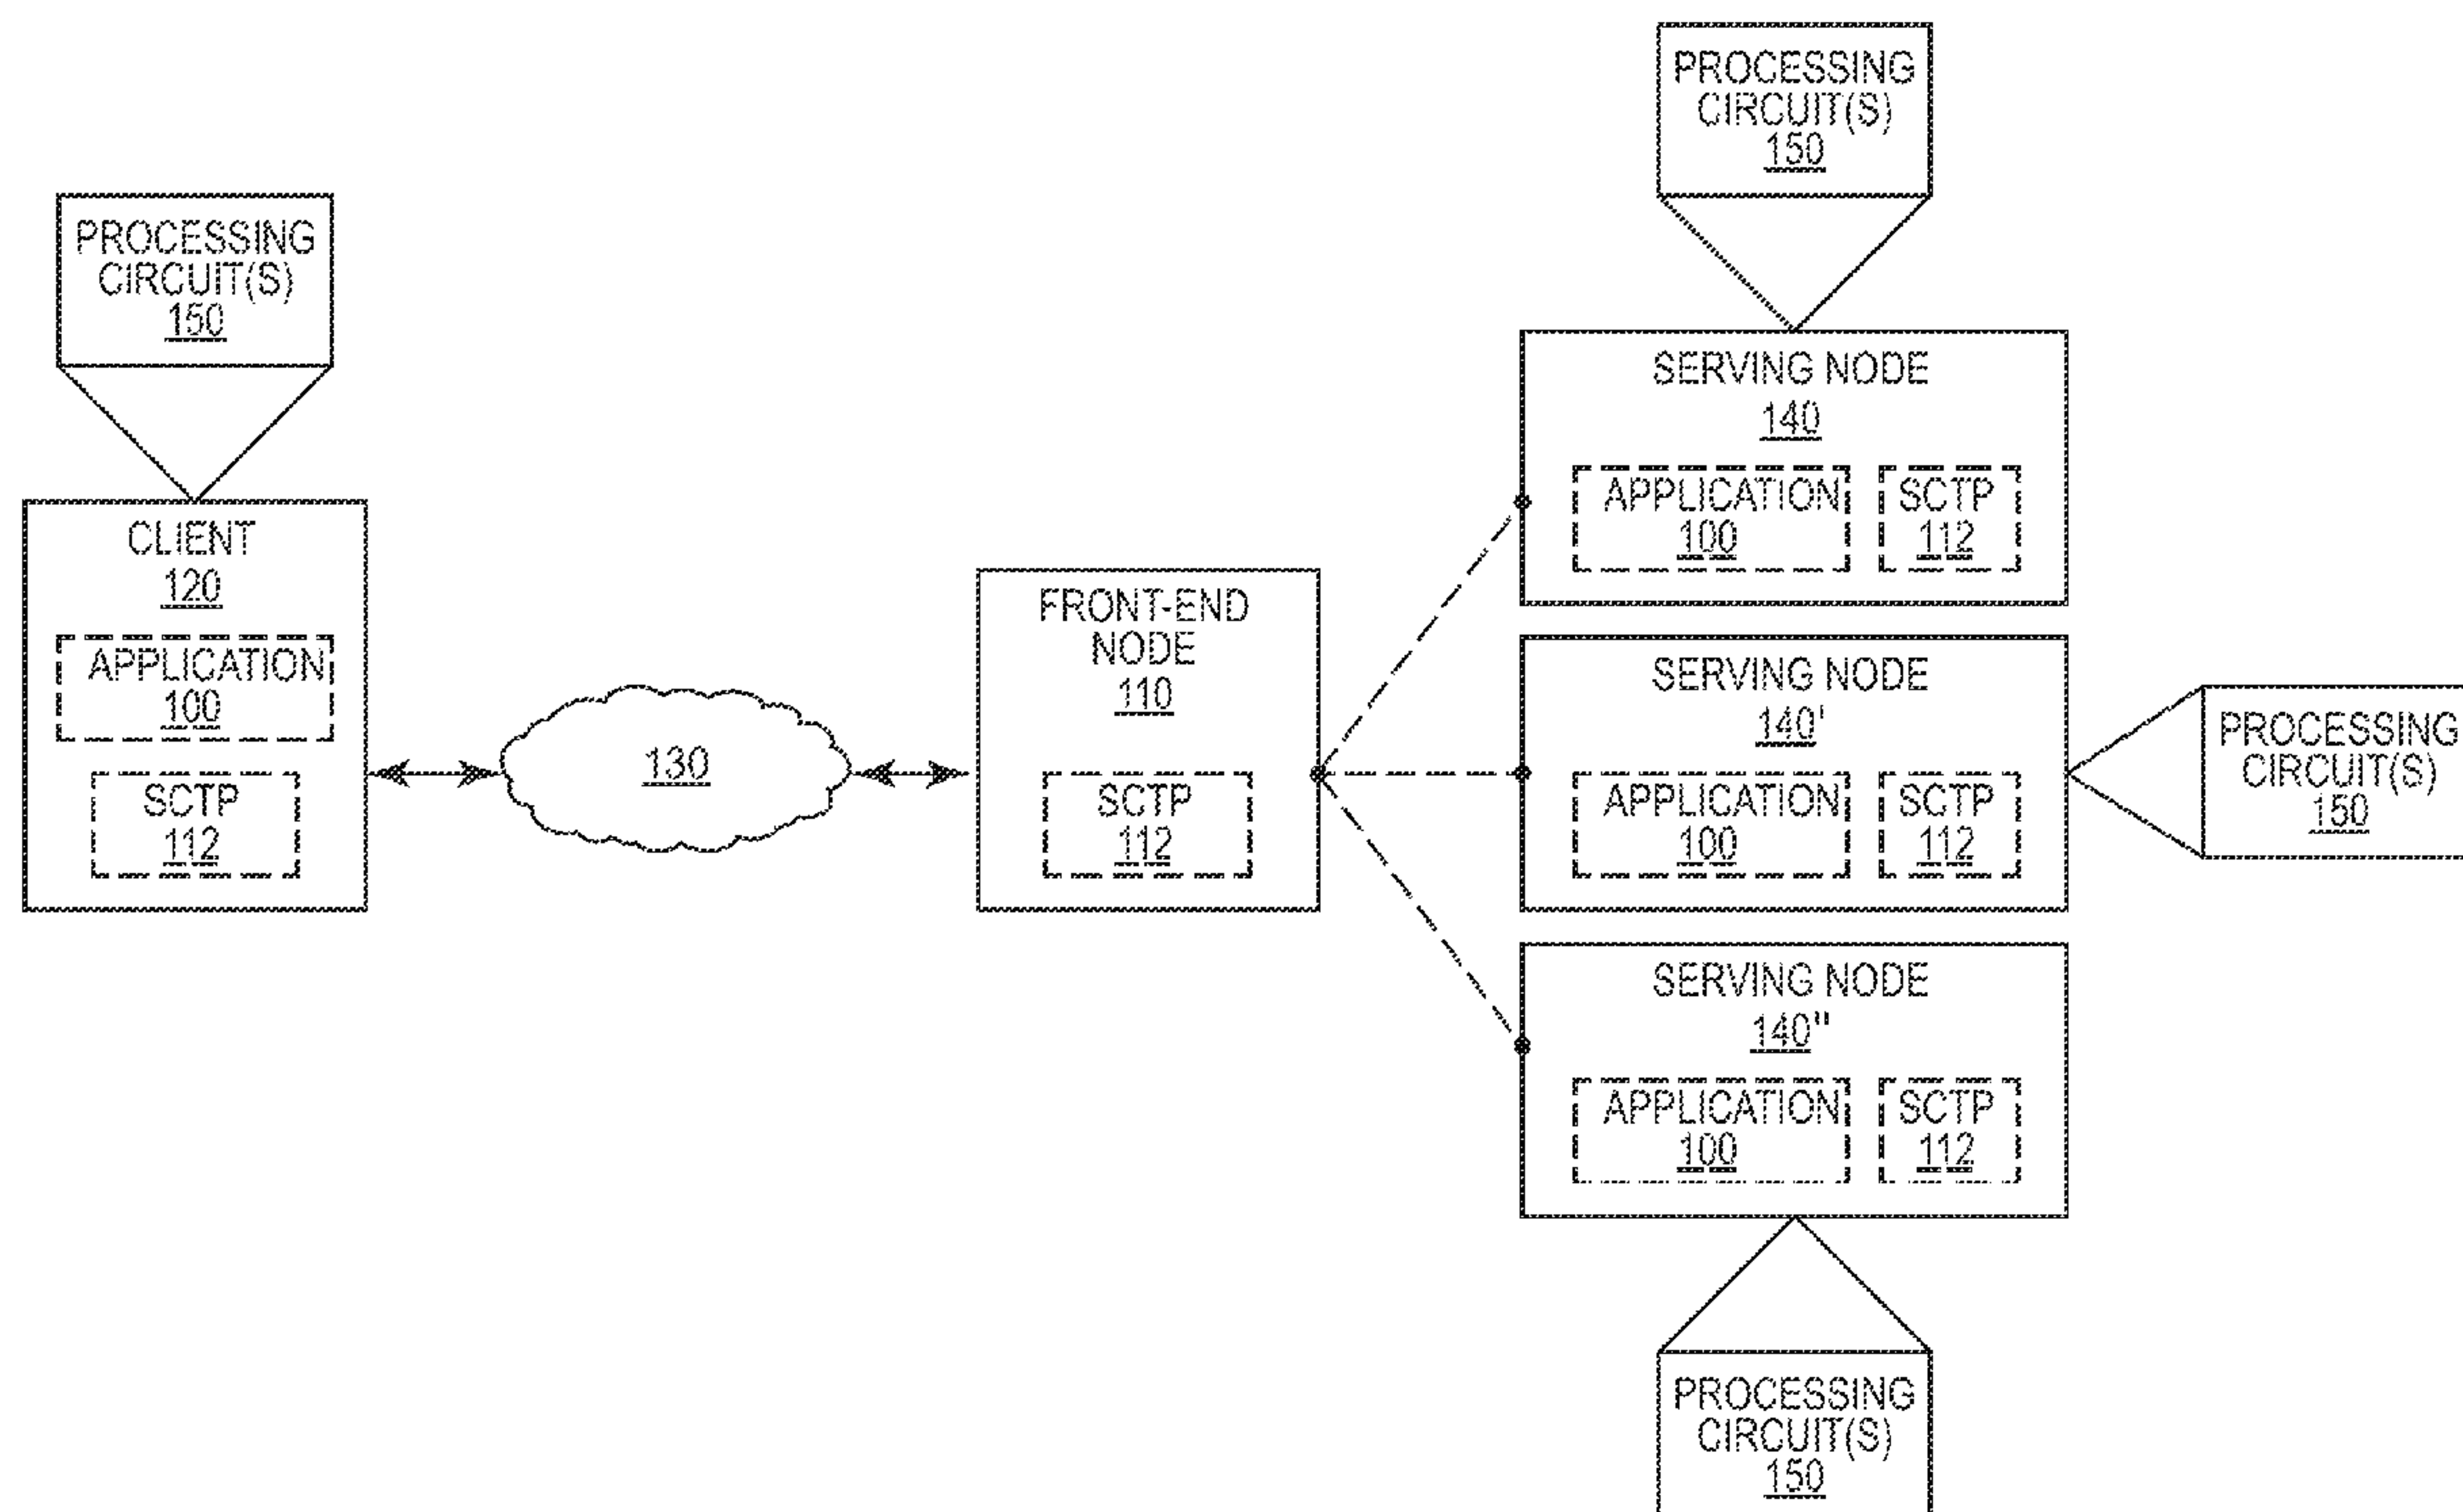 PROCESSING
CIRCUIT(S)
150
CLIENT
120
APPLICATION
100
SCTP
112
130
FRONT-END
NODE
110
SCTP
112
PROCESSING
CIRCUIT(S)
150
SERVING NODE
140
APPLICATION
100
SCTP
112
SERVING NODE
140'
APPLICATION
100
SCTP
112
PROCESSING
CIRCUIT(S)
150
SERVING NODE
140"
APPLICATION
100
SCTP
112
PROCESSING
CIRCUIT(S)
150